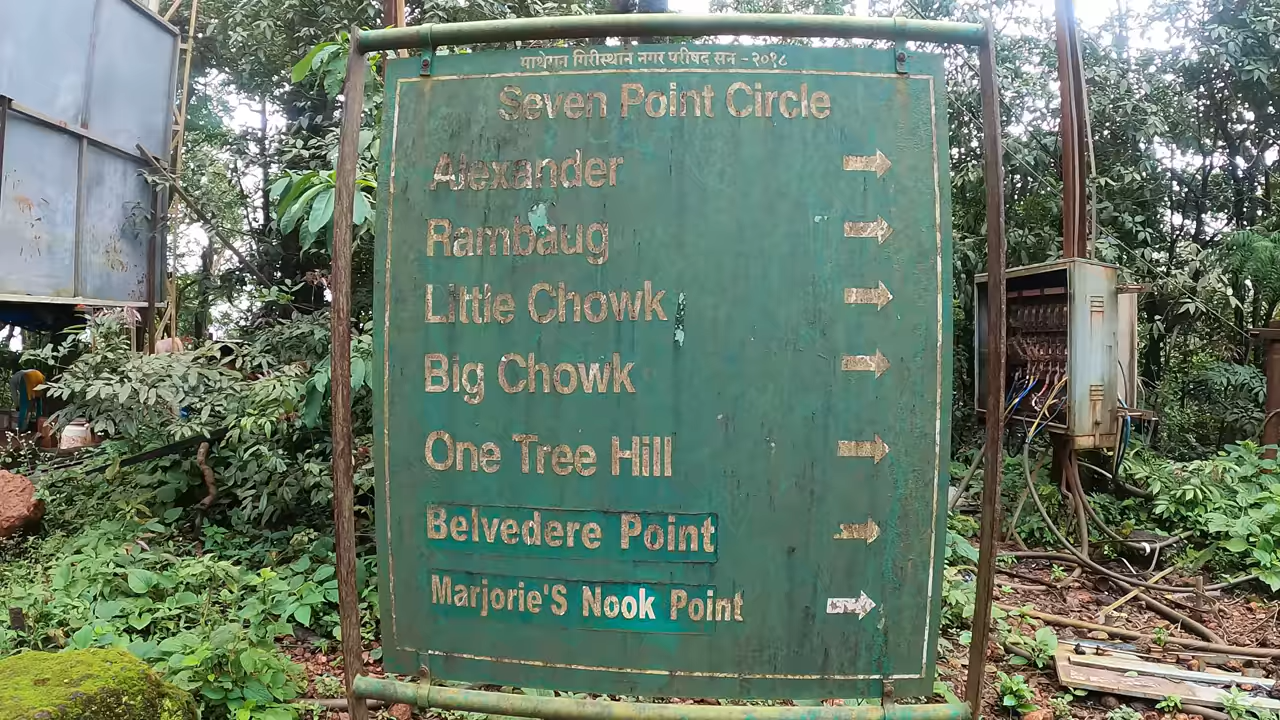 माथेरान गिरीस्थान नगर परिषद सन - २०१८
Seven Point Circle
Alexander
Rambaug
Little Chowk
Big Chowk
One Tree Hill
Belvedere Point
Marjorie'S Nook Point